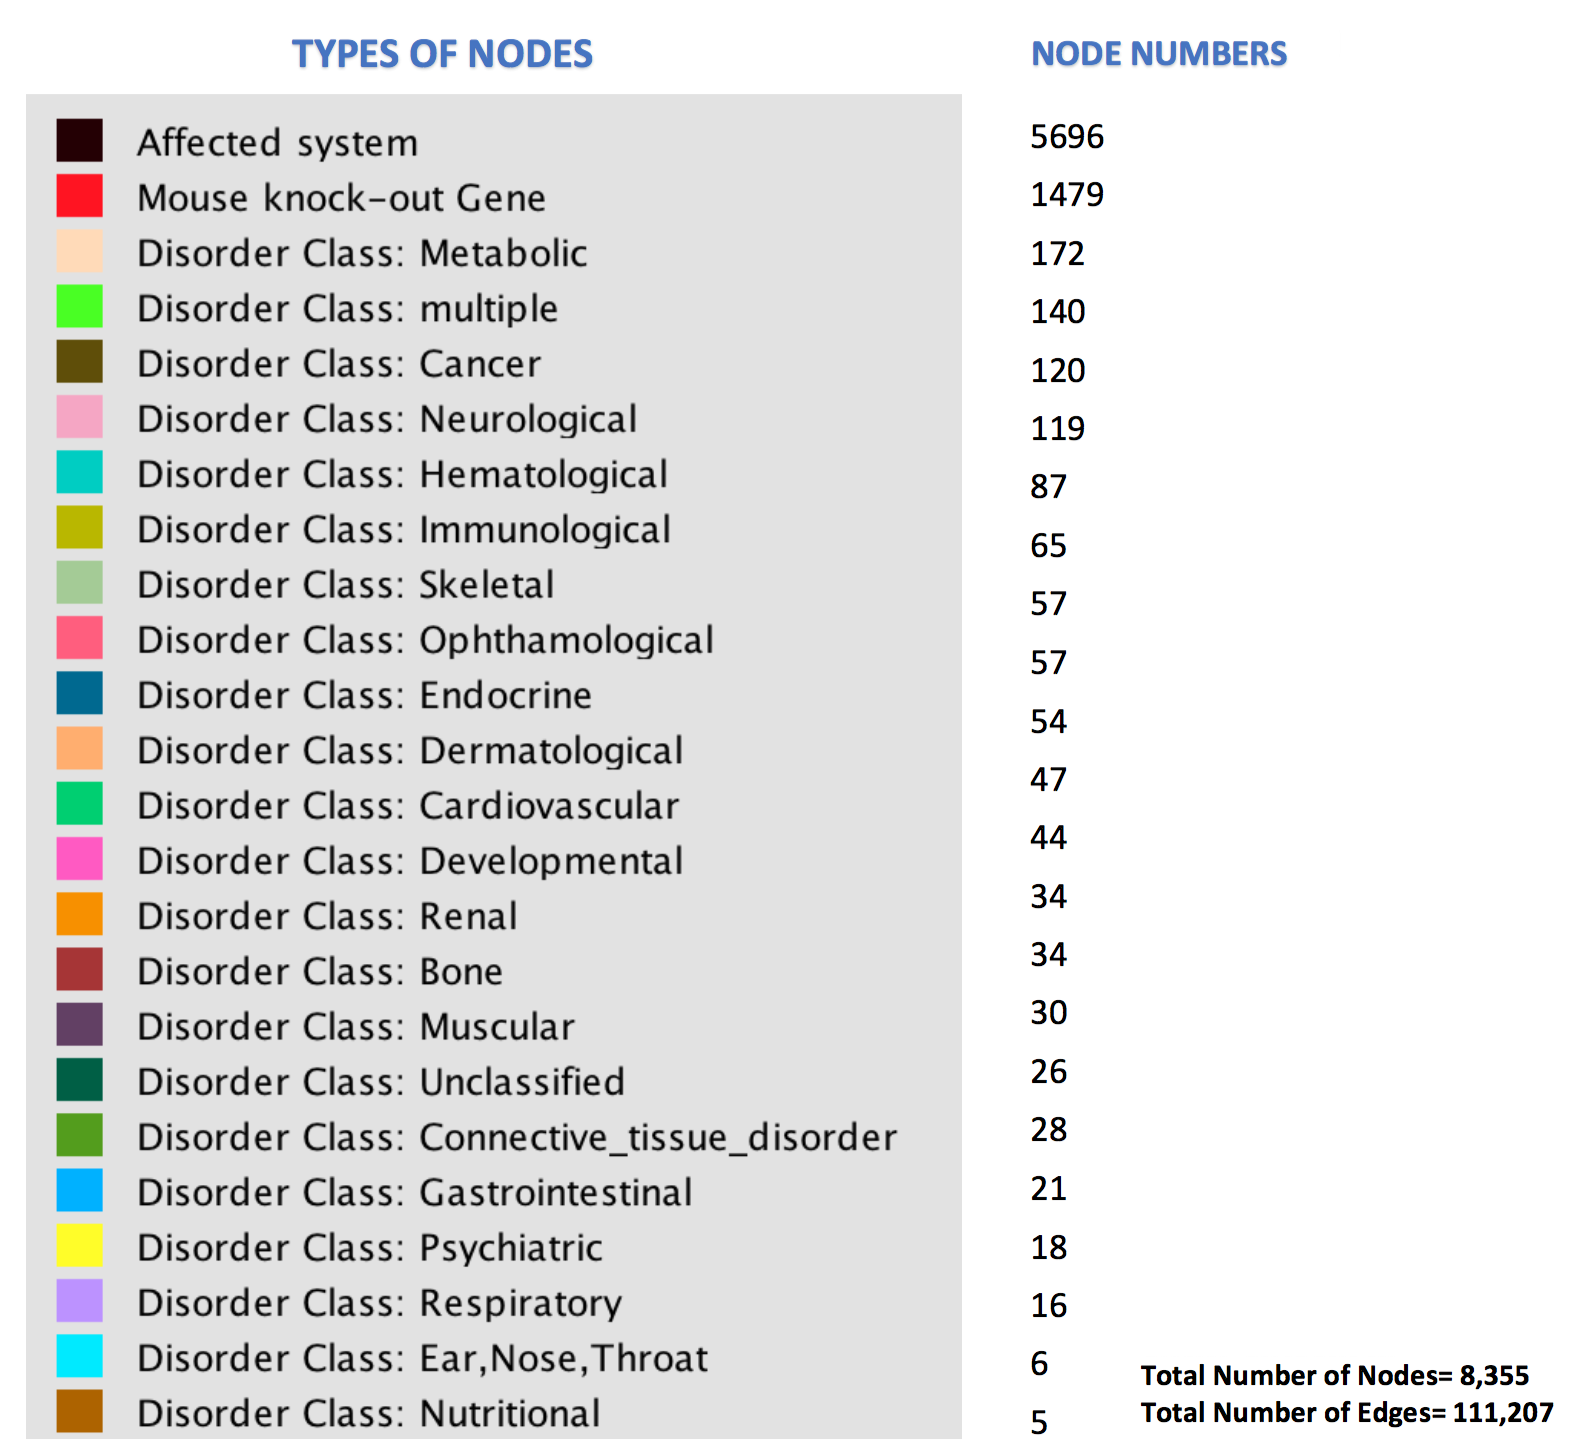 TYPES OF NODES NODE NUMBERS
Affected system 5696
Mouse knock-out Gene 1479
Disorder Class: Metabolic 172
Disorder Class: multiple 140
Disorder Class: Cancer 120
Disorder Class: Neurological 119
Disorder Class: Hematological 87
Disorder Class: Immunological 65
Disorder Class: Skeletal 57
Disorder Class: Ophthamological 57
Disorder Class: Endocrine 54
Disorder Class: Dermatological 47
Disorder Class: Cardiovascular 44
Disorder Class: Developmental 34
Disorder Class: Renal 34
Disorder Class: Bone 30
Disorder Class: Muscular 26
Disorder Class: Unclassified 28
Disorder Class: Connective_tissue_disorder 21
Disorder Class: Gastrointestinal 18
Disorder Class: Psychiatric 16
Disorder Class: Respiratory 6
Disorder Class: Ear,Nose,Throat 5
Disorder Class: Nutritional
Total Number of Nodes= 8,355
Total Number of Edges= 111,207